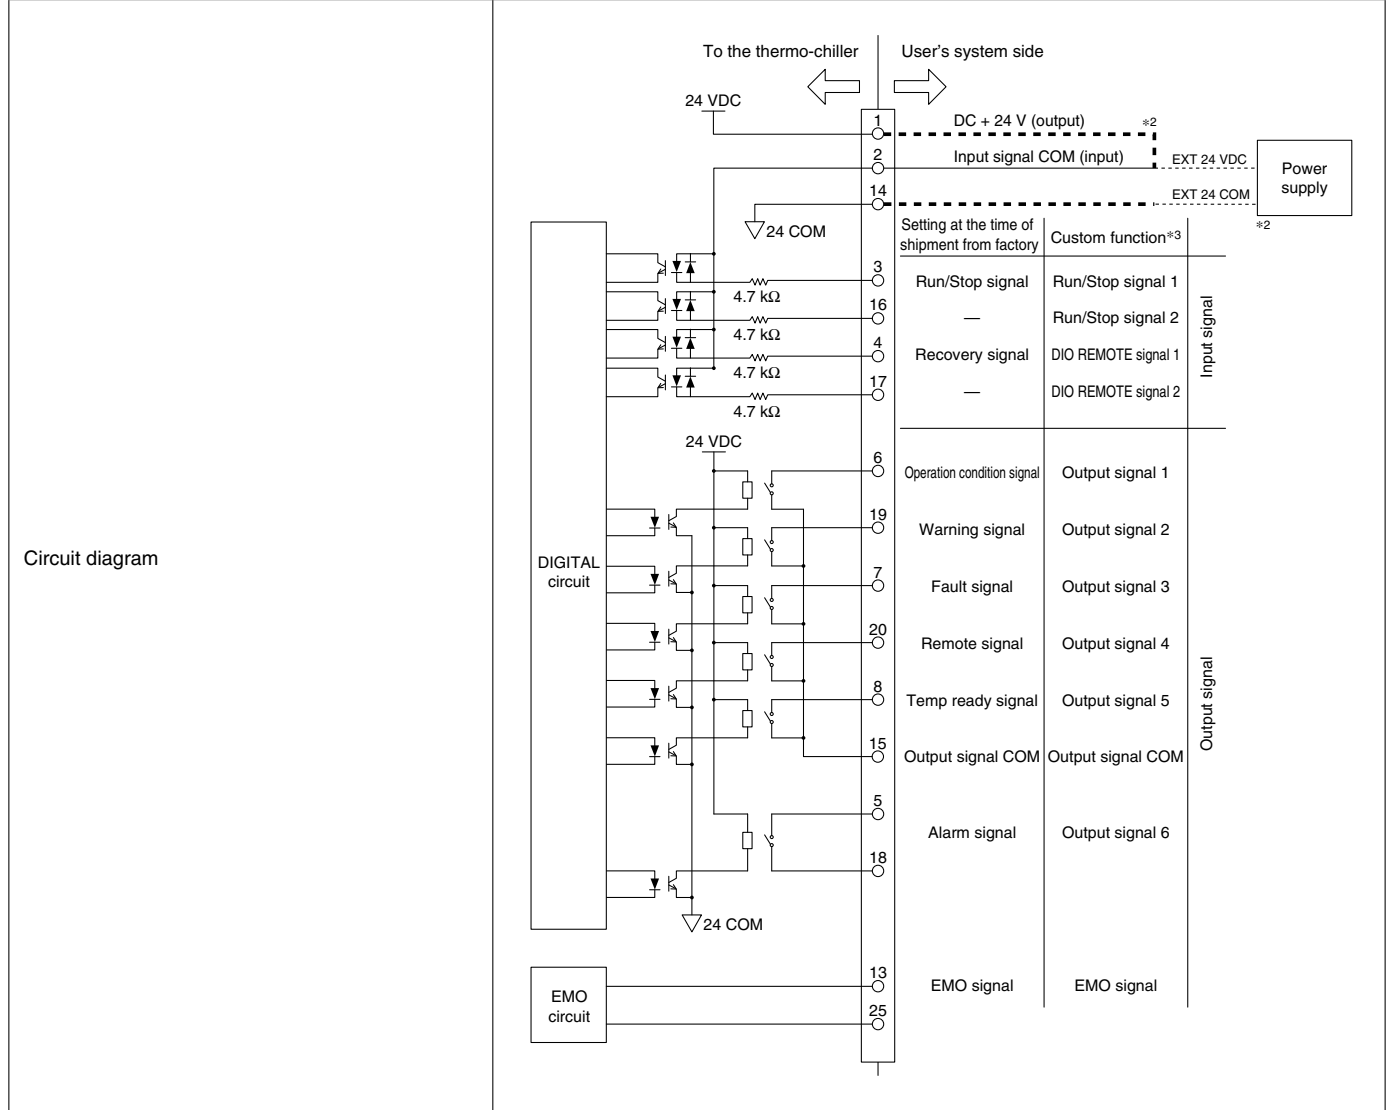 Circuit diagram
To the thermo-chiller
User's system side
24 VDC
1
DC + 24 V (output)
*2
2
Input signal COM (input)
EXT 24 VDC
Power
supply
14
EXT 24 COM
*2
24 COM
Setting at the time of
shipment from factory
Custom function*3
3
Run/Stop signal
Run/Stop signal 1
4.7 kΩ
16
—
Run/Stop signal 2
4.7 kΩ
4
Recovery signal
DIO REMOTE signal 1
4.7 kΩ
17
—
DIO REMOTE signal 2
4.7 kΩ
Input signal
24 VDC
6
Operation condition signal
Output signal 1
19
Warning signal
Output signal 2
DIGITAL
circuit
7
Fault signal
Output signal 3
20
Remote signal
Output signal 4
8
Temp ready signal
Output signal 5
15
Output signal COM
Output signal COM
Output signal
5
Alarm signal
Output signal 6
18
24 COM
EMO
circuit
13
EMO signal
EMO signal
25